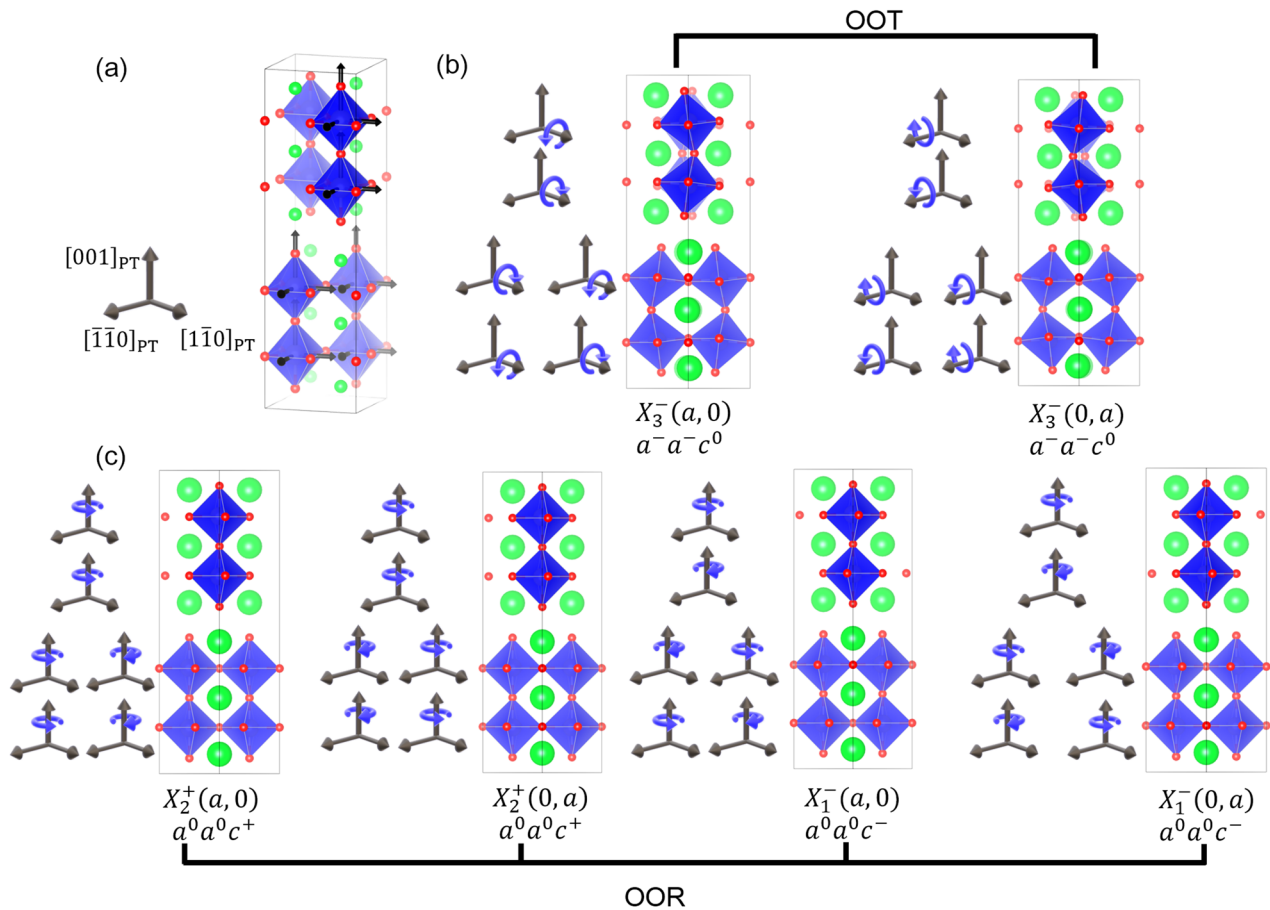 OOT
(a)
(b)
[001]PT
[1̅1̅0]PT
[11̅0]PT
X₃⁻(a, 0)
a⁻a⁻c⁰
X₃⁻(0, a)
a⁻a⁻c⁰
(c)
X₂⁺(a, 0)
a⁰a⁰c⁺
X₂⁺(0, a)
a⁰a⁰c⁺
X₁⁻(a, 0)
a⁰a⁰c⁻
X₁⁻(0, a)
a⁰a⁰c⁻
OOR